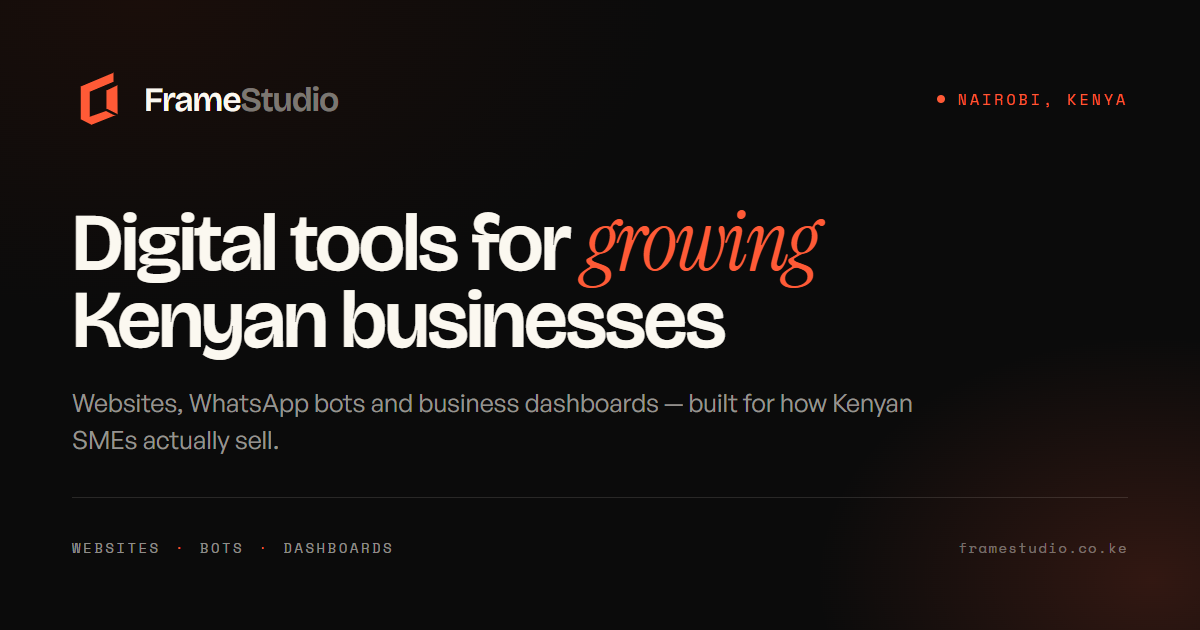 FrameStudio
NAIROBI, KENYA
Digital tools for growing
Kenyan businesses
Websites, WhatsApp bots and business dashboards — built for how Kenyan
SMEs actually sell.
WEBSITES · BOTS · DASHBOARDS
framestudio.co.ke